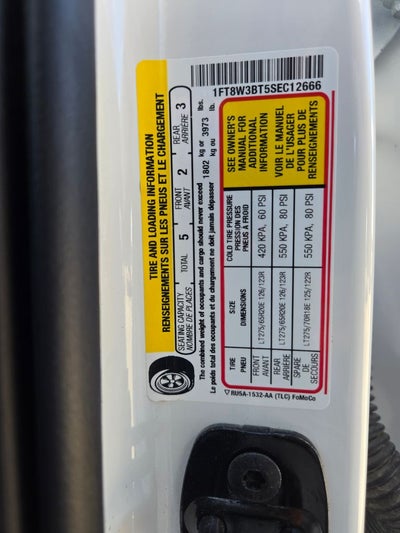 1FT8W3BT5SEC12666
TIRE AND LOADING INFORMATION
RENSEIGNEMENTS SUR LES PNEUS ET LE CHARGEMENT
SEATING CAPACITY
NOMBRE DE PLACES
TOTAL 5
FRONT
AVANT 2
REAR
ARRIÈRE 3
The combined weight of occupants and cargo should never exceed 1802 kg or 3973 lbs.
Le poids total des occupants et du chargement ne doit jamais dépasser 1802 kg ou 3973 lb.
TIRE
PNEU
SIZE
DIMENSIONS
COLD TIRE PRESSURE
PRESSION DES
PNEUS À FROID
SEE OWNER'S
MANUAL FOR
ADDITIONAL
INFORMATION
VOIR LE MANUEL
DE L'USAGER
POUR PLUS DE
RENSEIGNEMENTS
FRONT
AVANT
LT275/65R20E 126/123R
420 KPA, 60 PSI
REAR
ARRIÈRE
LT275/65R20E 126/123R
550 KPA, 80 PSI
SPARE
DE
SECOURS
LT275/70R18E 125/122R
550 KPA, 80 PSI
RU5A-1532-AA (TLC) FoMoCo